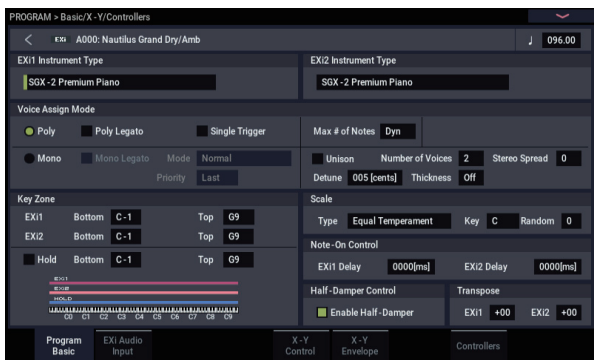 PROGRAM > Basic/X-Y/Controllers
EXi A000: Nautilus Grand Dry/Amb ♩ 096.00
EXi1 Instrument Type EXi2 Instrument Type
SGX-2 Premium Piano SGX-2 Premium Piano
Voice Assign Mode
Poly Poly Legato Single Trigger Max # of Notes Dyn
Mono Mono Legato Mode Normal Unison Number of Voices 2 Stereo Spread 0
Priority Last Detune 005 [cents] Thickness Off
Key Zone Scale
EXi1 Bottom C-1 Top G9 Type Equal Temperament Key C Random 0
EXi2 Bottom C-1 Top G9 Note-On Control
Hold Bottom C-1 Top G9 EXi1 Delay 0000[ms] EXi2 Delay 0000[ms]
EXi1
EXi2 Half-Damper Control Transpose
HOLD
Enable Half-Damper EXi1 +00 EXi2 +00
C0 C1 C2 C3 C4 C5 C6 C7 C8 C9
Program Basic EXi Audio Input X-Y Control X-Y Envelope Controllers